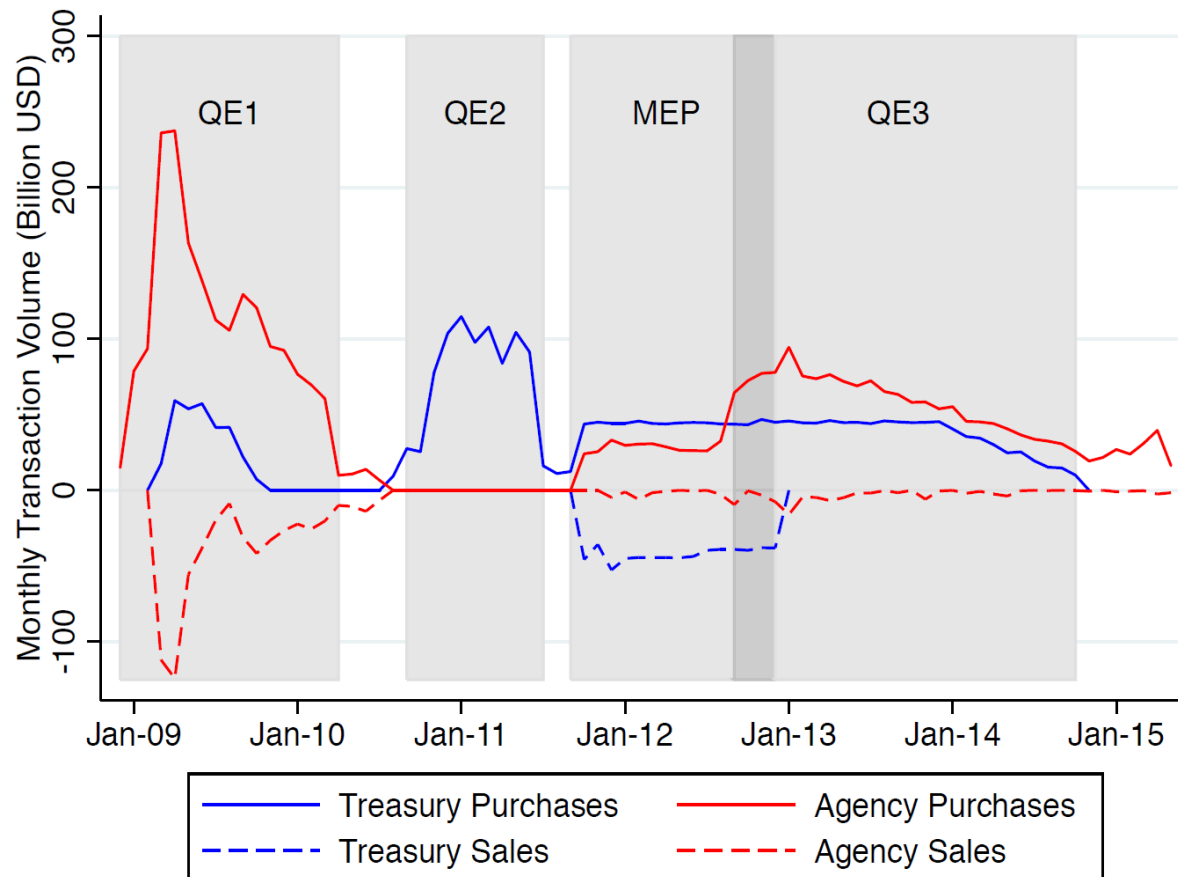 Monthly Transaction Volume (Billion USD)
300
200
100
0
-100
QE1
QE2
MEP
QE3
Jan-09
Jan-10
Jan-11
Jan-12
Jan-13
Jan-14
Jan-15
Treasury Purchases
Agency Purchases
Treasury Sales
Agency Sales